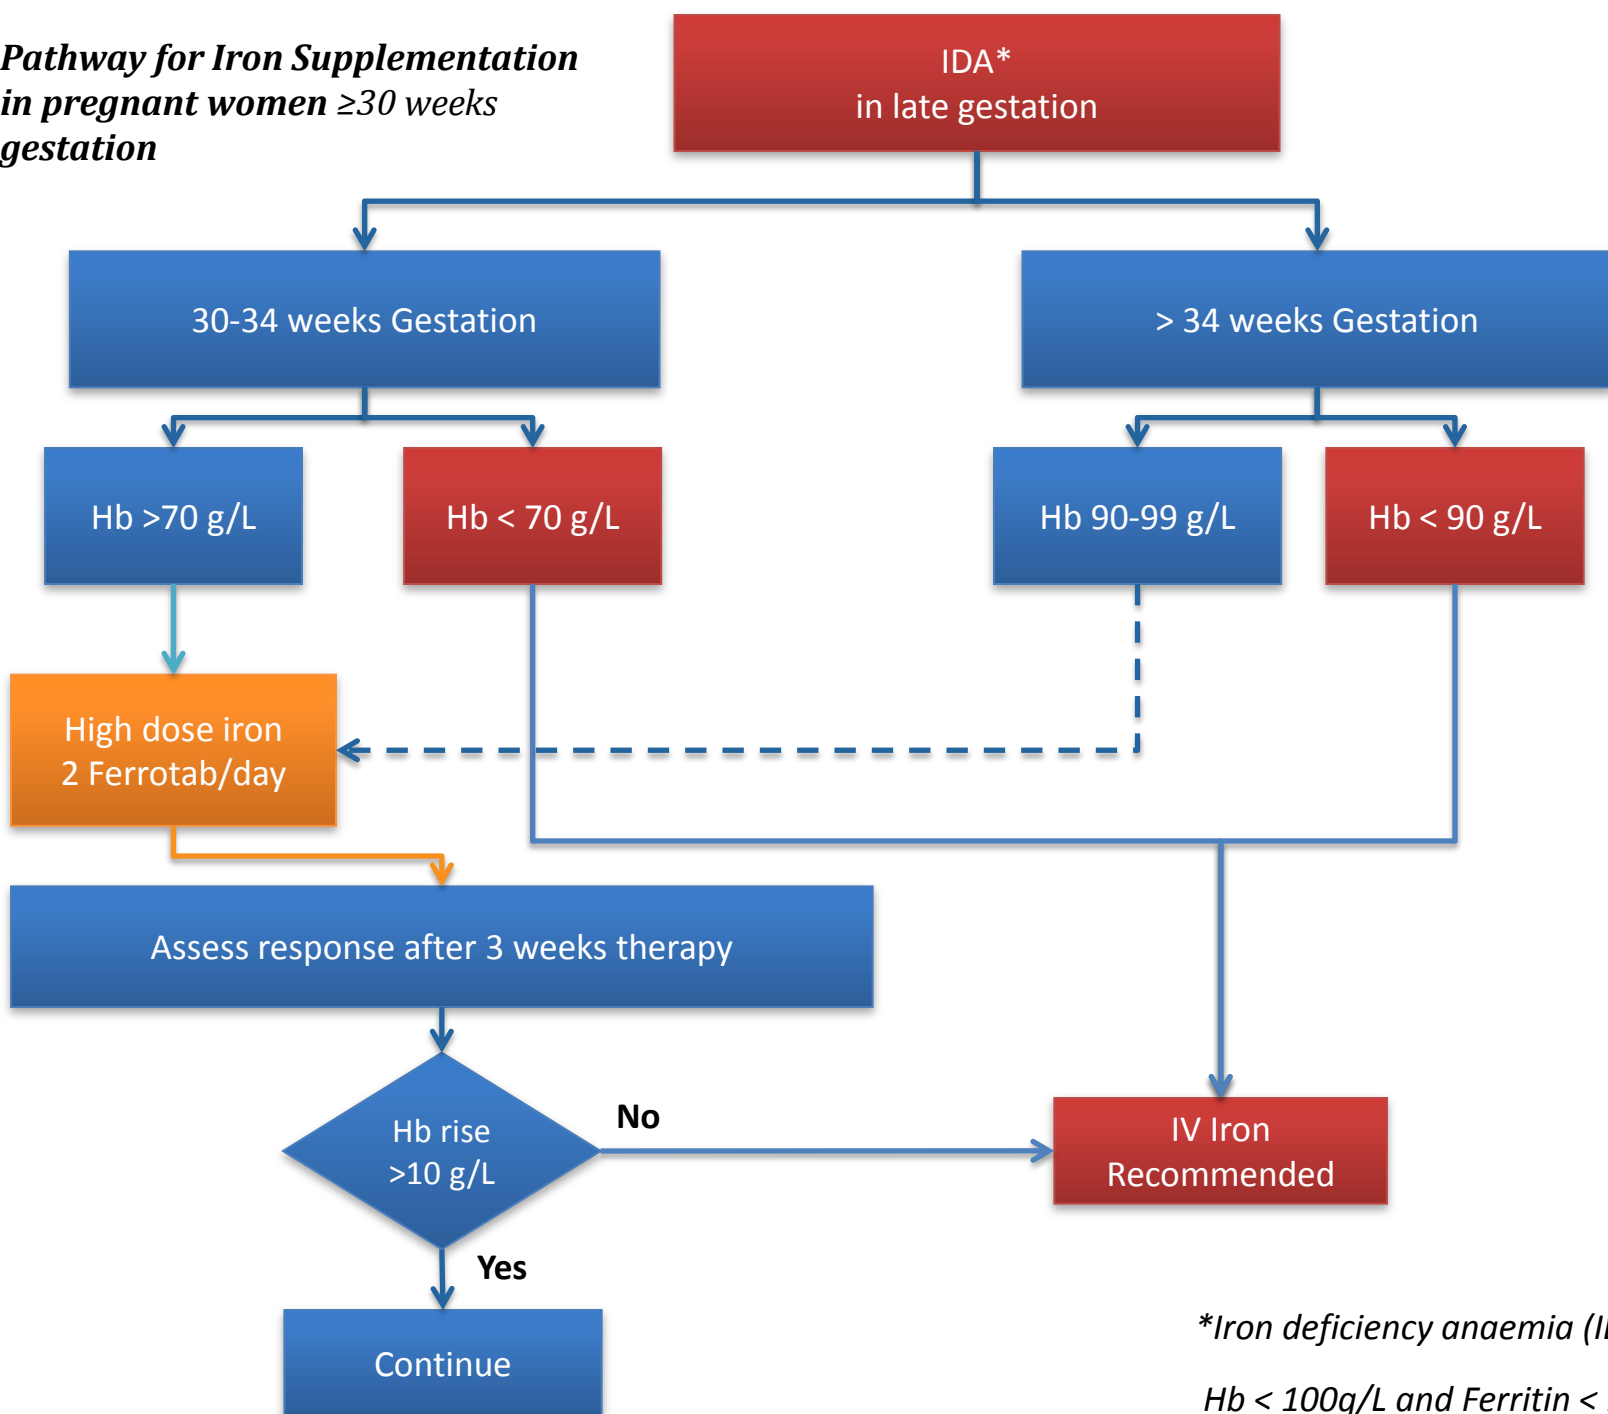 Pathway for Iron Supplementation
in pregnant women ≥30 weeks
gestation
IDA*
in late gestation
30-34 weeks Gestation
> 34 weeks Gestation
Hb >70 g/L
Hb < 70 g/L
Hb 90-99 g/L
Hb < 90 g/L
High dose iron
2 Ferrotab/day
Assess response after 3 weeks therapy
Hb rise
>10 g/L
No
IV Iron
Recommended
Yes
Continue
*Iron deficiency anaemia
Hb < 100g/L and Ferritin <